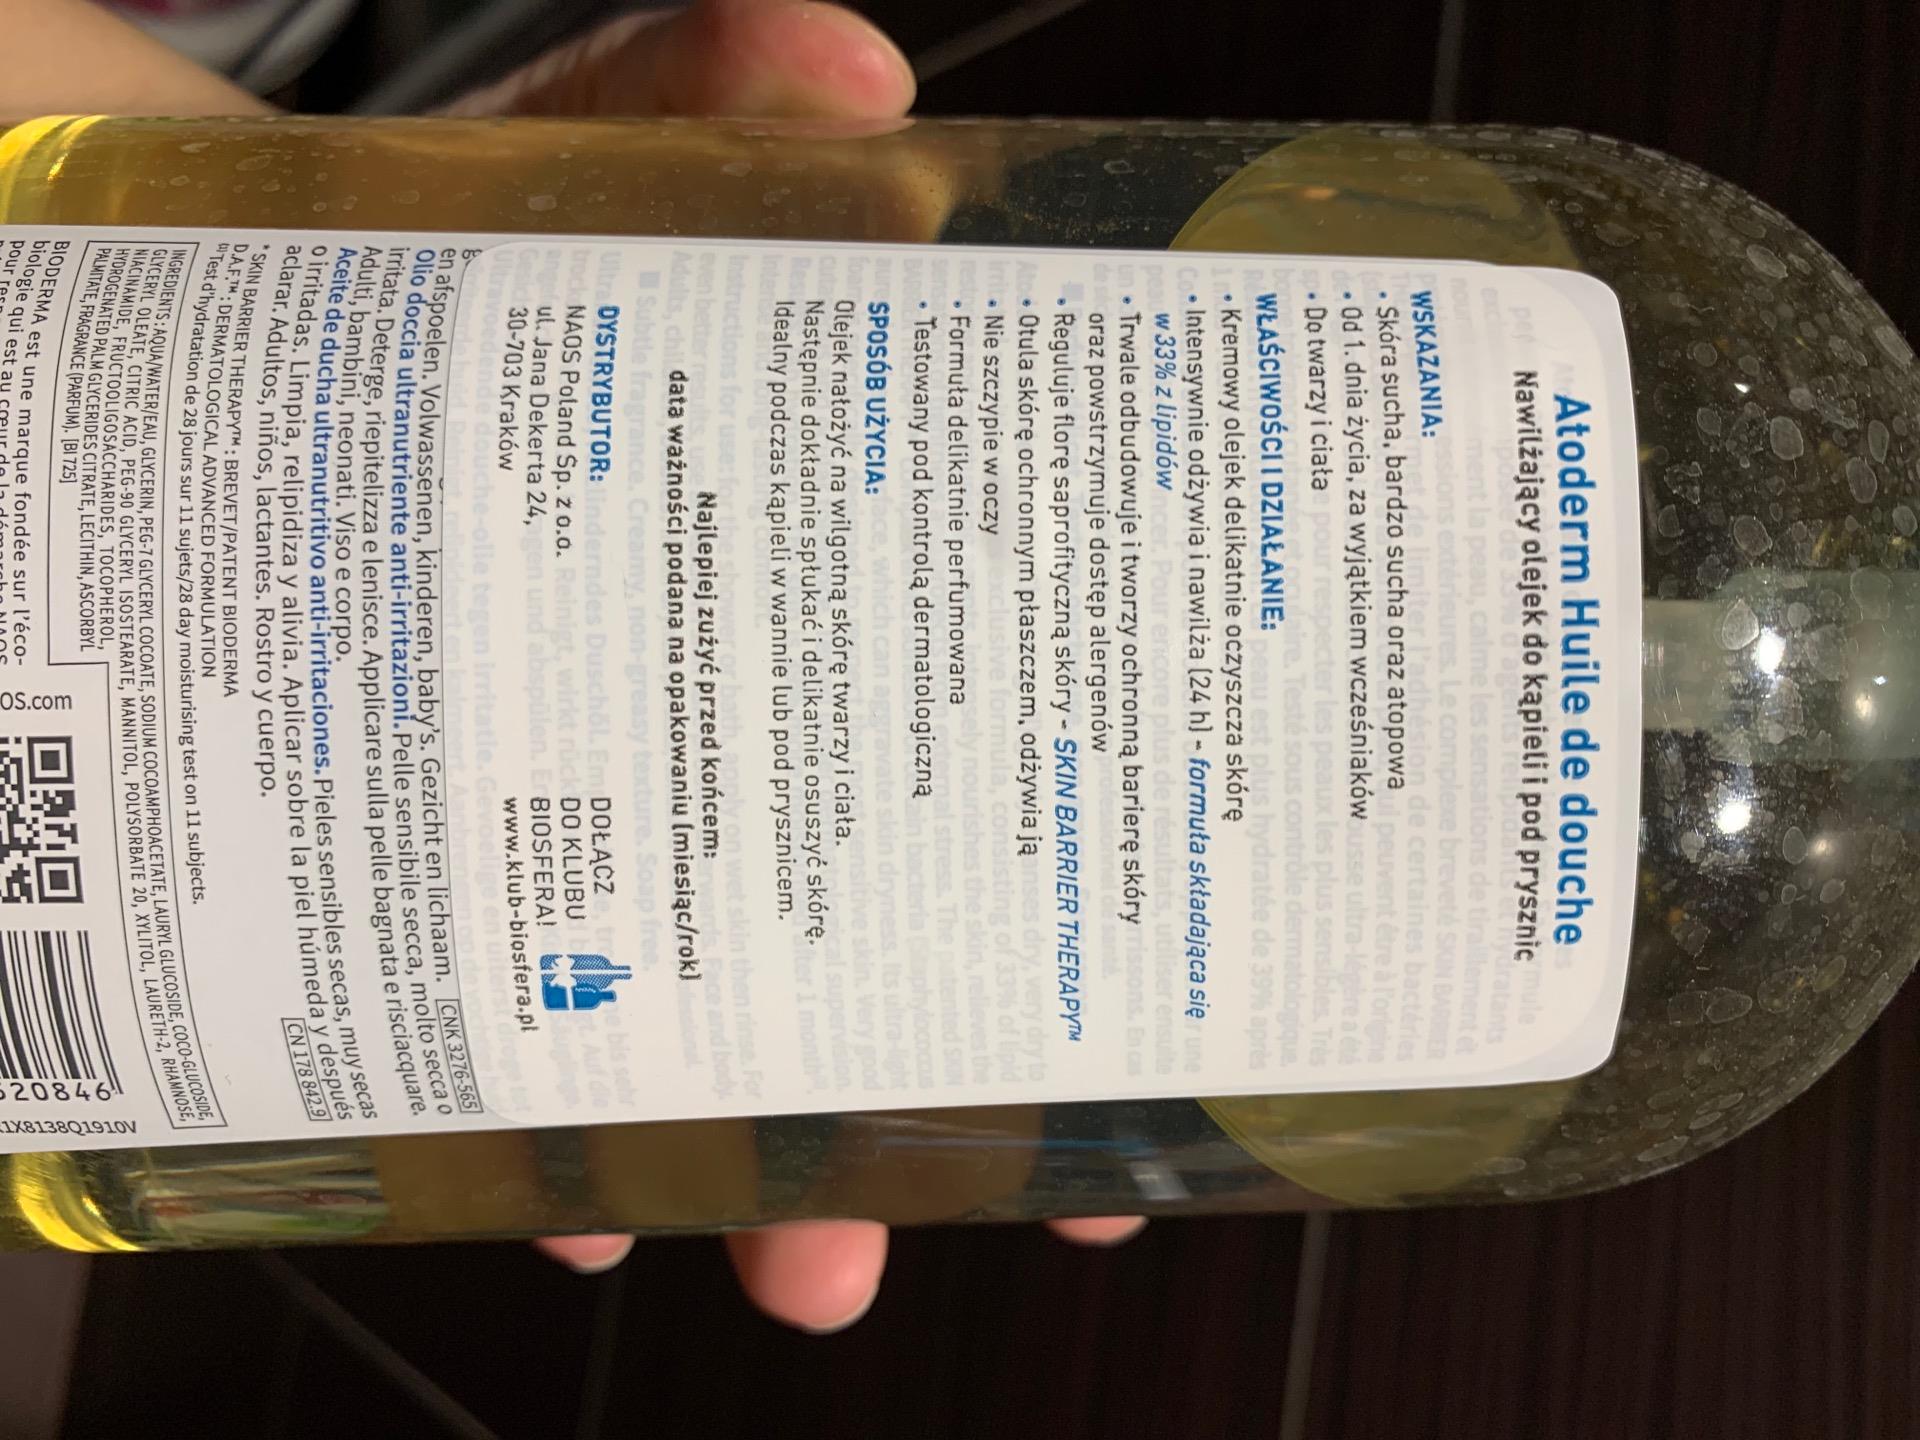 Atoderm Huile de douche
Nawilżający olejek do kąpieli i pod prysznic
WSKAZANIA:
• Skóra sucha, bardzo sucha oraz atopowa
• Od 1. dnia życia, za wyjątkiem wcześniaków
• Do twarzy i ciała
WŁAŚCIWOŚCI I DZIAŁANIE:
• Kremowy olejek delikatnie oczyszcza skórę
• Intensywnie odżywia i nawilża (24 h) - formuła składająca się
w 33% z lipidów
• Trwale odbudowuje i tworzy ochronną barierę skóry
oraz powstrzymuje dostęp alergenów
• Reguluje florę saprofityczną skóry - SKIN BARRIER THERAPY™
• Otula skórę ochronnym płaszczem, odżywia ją
• Nie szczypie w oczy
• Formuła delikatnie perfumowana
• Testowany pod kontrolą dermatologiczną
SPOSÓB UŻYCIA:
Olejek nałożyć na wilgotną skórę twarzy i ciała.
Następnie dokładnie spłukać i delikatnie osuszyć skórę.
Idealny podczas kąpieli w wannie lub pod prysznicem.
Najlepiej zużyć przed końcem:
data ważności podana na opakowaniu (miesiąc/rok)
DYSTRYBUTOR:
NAOS Poland Sp. z o.o.
ul. Jana Dekerta 24,
30-703 Kraków
DOŁĄCZ
DO KLUBU
BIOSFERA!
www.klub-biosfera.pl
en afspoelen. Volwassenen, kinderen, baby's. Gezicht en lichaam. CNK 3276-565
Olio doccia ultranutriente anti-irritazioni. Pelle sensibile secca, molto secca o
irritata. Deterge, riepitelizza e lenisce. Applicare sulla pelle bagnata e risciacquare.
Adulti, bambini, neonati. Viso e corpo.
Aceite de ducha ultranutritivo anti-irritaciones. Pieles sensibles secas, muy secas
o irritadas. Limpia, relipidiza y alivia. Aplicar sobre la piel húmeda y después
aclarar. Adultos, niños, lactantes. Rostro y cuerpo. CN 178 842.9
* SKIN BARRIER THERAPY™ : BREVET/PATENT BIODERMA
D.A.F.™ : DERMATOLOGICAL ADVANCED FORMULATION
(1) Test d'hydratation de 28 jours sur 11 sujets/28 day moisturising test on 11 subjects.
INGREDIENTS : AQUA/WATER/EAU, GLYCERIN, PEG-7 GLYCERYL COCOATE, SODIUM COCOAMPHOACETATE, LAURYL GLUCOSIDE, COCO-GLUCOSIDE,
GLYCERYL OLEATE, CITRIC ACID, PEG-90 GLYCERYL ISOSTEARATE, MANNITOL, POLYSORBATE 20, XYLITOL, LAURETH-2, RHAMNOSE,
NIACINAMIDE, FRUCTOOLIGOSACCHARIDES, TOCOPHEROL,
HYDROGENATED PALM GLYCERIDES CITRATE, LECITHIN, ASCORBYL
PALMITATE, FRAGRANCE (PARFUM). [BI 725]
BIODERMA est une marque fondée sur l'éco-
biologie qui est au cœur de la démarche NAOS
OS.com
20846
1X8138Q1910V